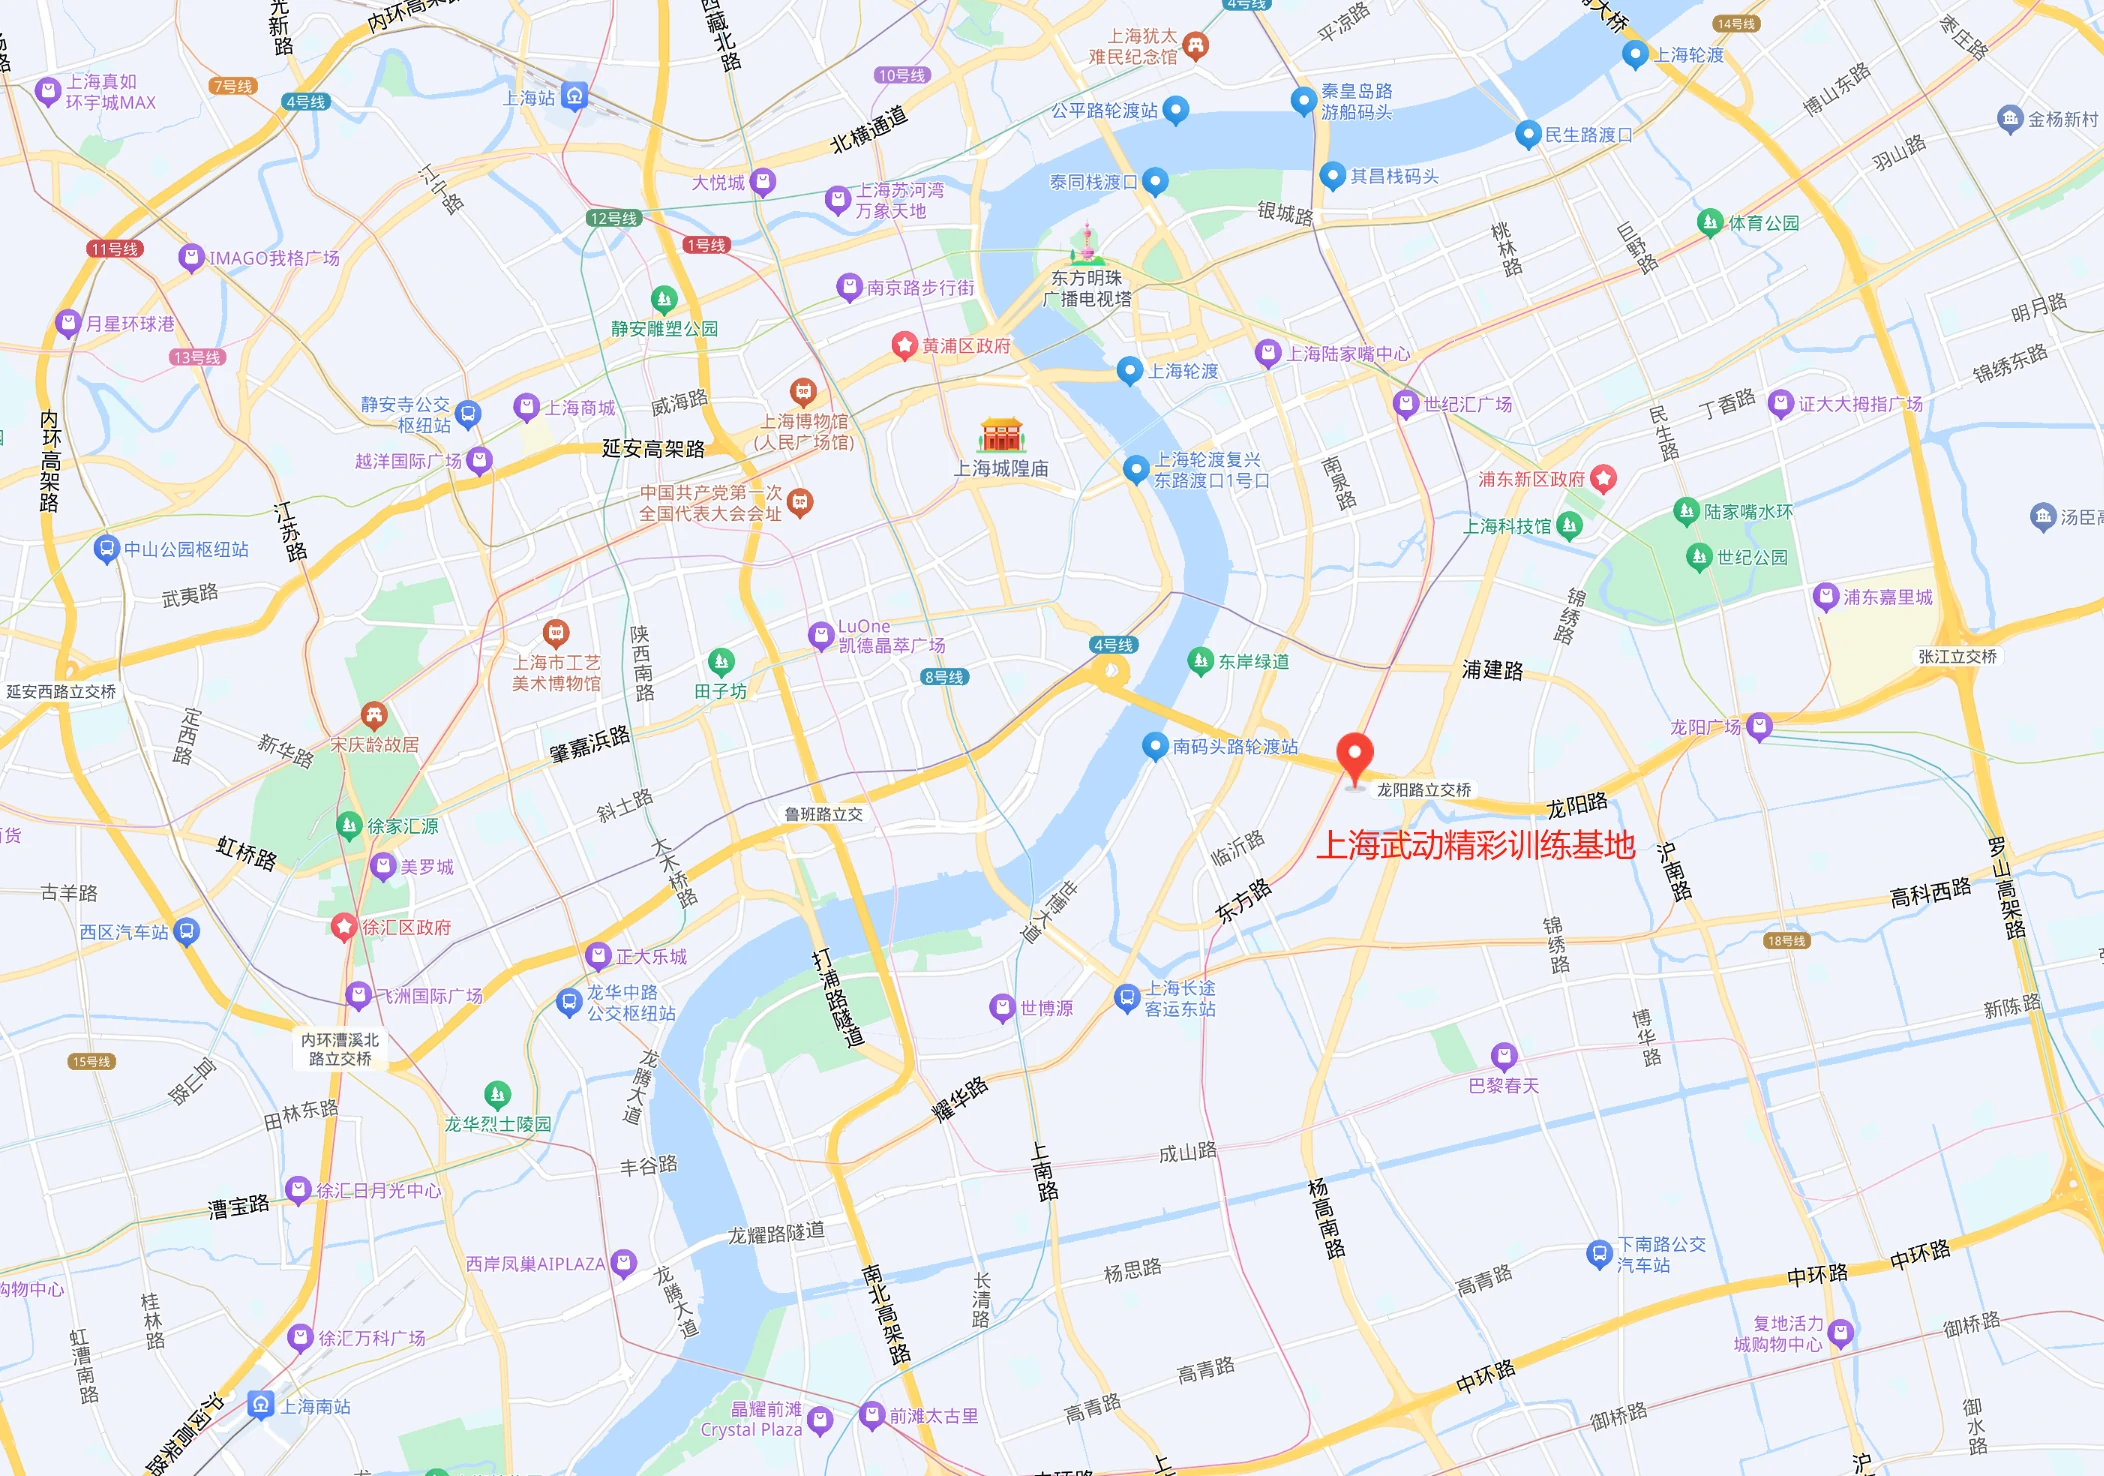 内环高架路
西藏北路
4号线
平凉路
14号线
枣庄路
上海犹太
难民纪念馆
上海轮渡
10号线
上海真如
环宇城MAX
7号线
4号线
上海站
秦皇岛路
游船码头
公平路轮渡站
博山东路
金杨新村
北横通道
民生路渡口
羽山路
江宁路
大悦城
泰同栈渡口
其昌栈码头
上海苏河湾
万象天地
12号线
银城路
桃林路
巨野路
体育公园
11号线
1号线
IMAGO我格广场
东方明珠
广播电视塔
南京路步行街
明月路
月星环球港
静安雕塑公园
13号线
黄浦区政府
上海陆家嘴中心
锦绣东路
上海轮渡
静安寺公交
枢纽站
上海商城
威海路
上海博物馆
(人民广场馆)
世纪汇广场
丁香路
证大大拇指广场
民生路
内环高架路
延安高架路
越洋国际广场
上海城隍庙
上海轮渡复兴
东路渡口1号口
南泉路
浦东新区政府
中国共产党第一次
全国代表大会会址
陆家嘴水环
上海科技馆
江苏路
中山公园枢纽站
世纪公园
武夷路
锦绣路
浦东嘉里城
LuOne
凯德晶萃广场
上海市工艺
美术博物馆
陕西南路
田子坊
4号线
8号线
东岸绿道
浦建路
张江立交桥
延安西路立交桥
定西路
新华路
宋庆龄故居
肇嘉浜路
南码头路轮渡站
龙阳广场
龙阳路立交桥
龙阳路
斜土路
鲁班路立交
徐家汇源
虹桥路
美罗城
大木桥路
临沂路
上海武动精彩训练基地
沪南路
罗山高架路
古羊路
世博大道
东方路
高科西路
西区汽车站
徐汇区政府
锦绣路
18号线
正大乐城
打浦路隧道
飞洲国际广场
龙华中路
公交枢纽站
世博源
上海长途
客运东站
新陈路
博华路
内环漕溪北
路立交桥
15号线
宜山路
龙腾大道
巴黎春天
田林东路
龙华烈士陵园
耀华路
丰谷路
上南路
成山路
徐汇日月光中心
漕宝路
杨高南路
龙耀路隧道
下南路公交
汽车站
西岸凤巢AIPLAZA
龙腾大道
南北高架路
长清路
杨思路
高青路
中环路
中环路
购物中心
桂林路
虹漕南路
徐汇万科广场
复地活力
城购物中心
御桥路
高青路
中环路
上海南站
沪闵高架路
晶耀前滩
Crystal Plaza
前滩太古里
高青路
御桥路
御水路